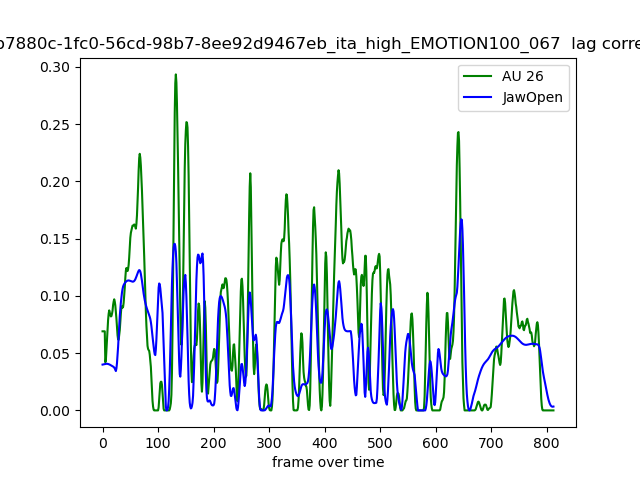 b7880c-1fc0-56cd-98b7-8ee92d9467eb_ita_high_EMOTION100_067 lag corre
AU 26
JawOpen
0.30
0.25
0.20
0.15
0.10
0.05
0.00
0 100 200 300 400 500 600 700 800
frame over time